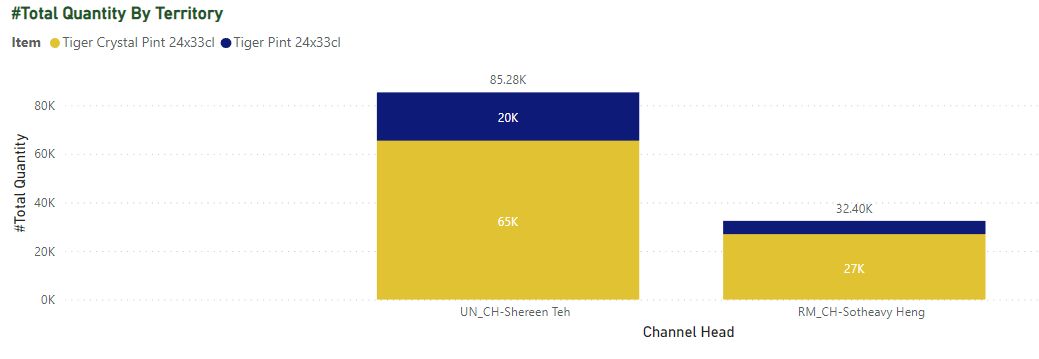 #Total Quantity By Territory
Item Tiger Crystal Pint 24x33cl Tiger Pint 24x33cl
85.28K
80K
20K
60K
#Total Quantity
40K
65K
32.40K
20K
27K
0K
UN_CH-Shereen Teh RM_CH-Sotheavy Heng
Channel Head